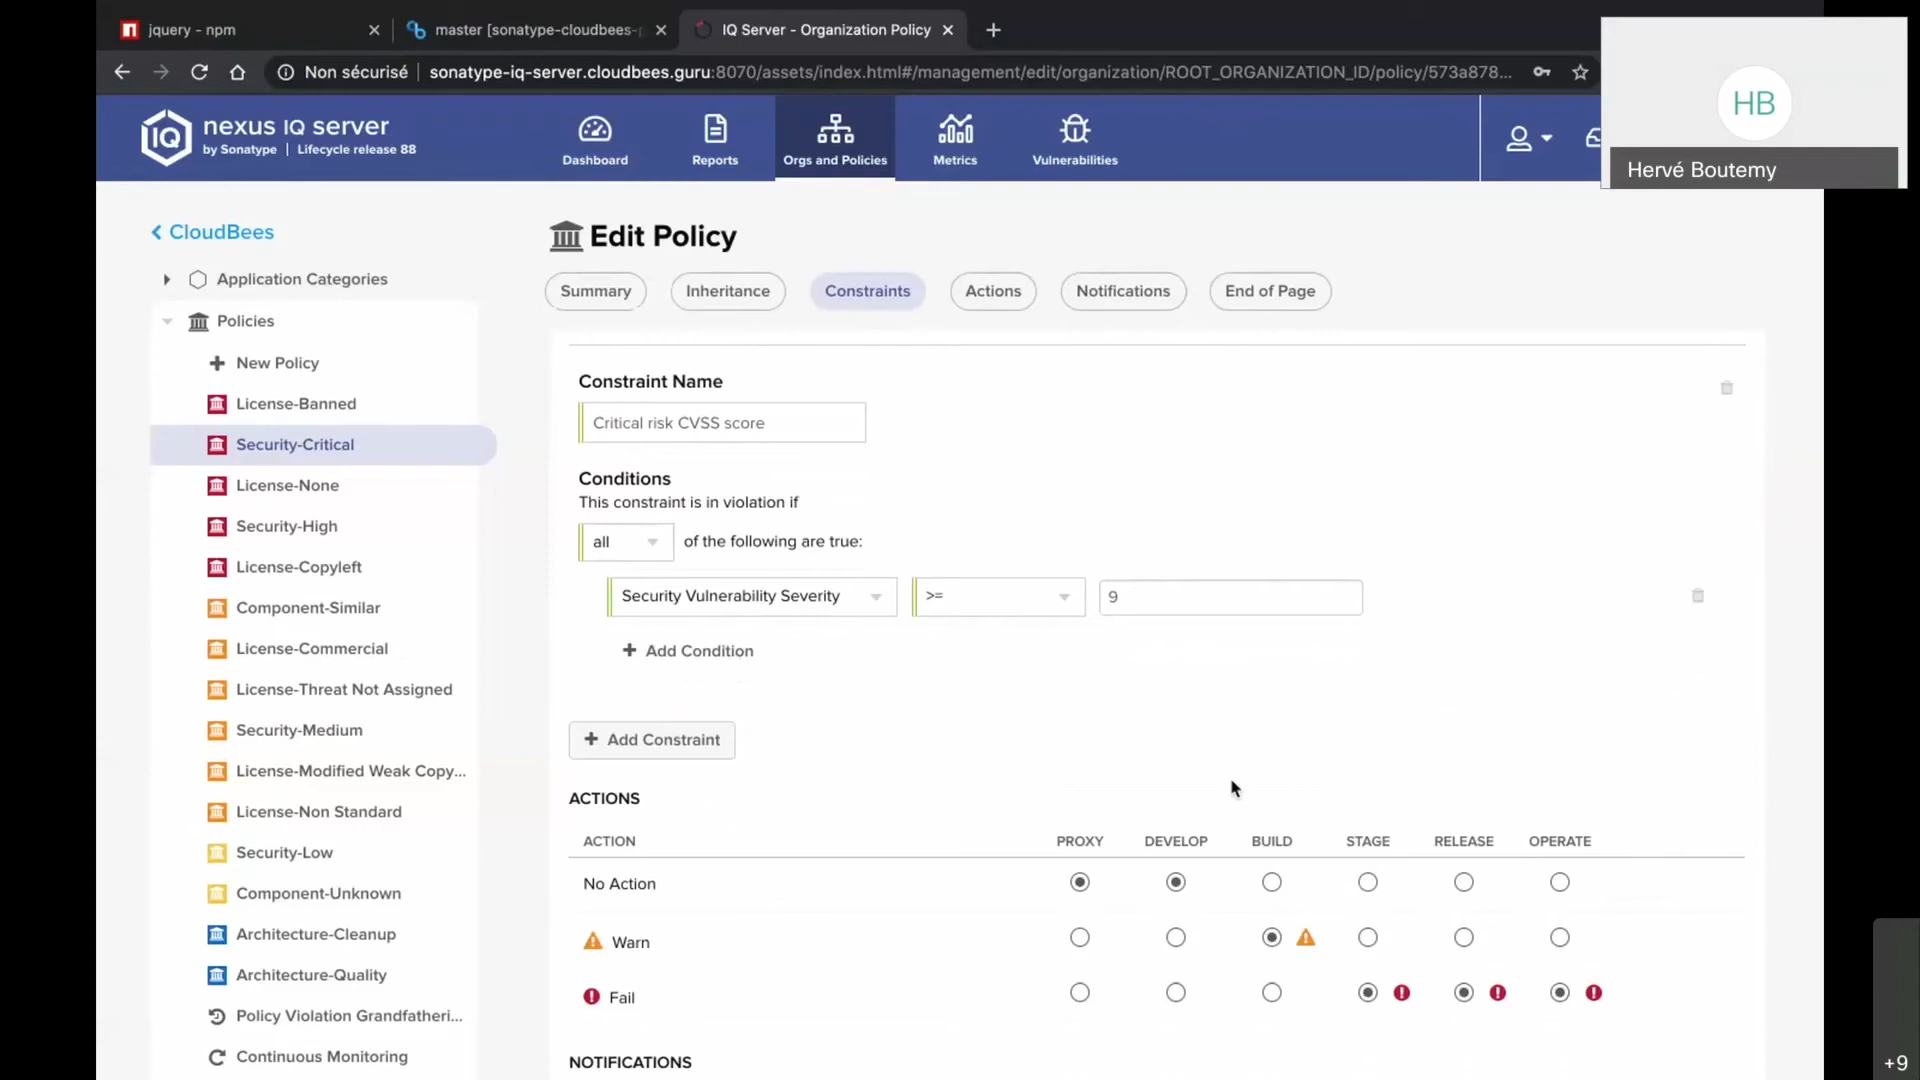 jquery - npm
master [sonatype-cloudbees-
IQ Server - Organization Policy
Non sécurisé
sonatype-iq-server.cloudbees.guru:8070/assets/index.html#/management/edit/organization/ROOT_ORGANIZATION_ID/policy/573a878...
IQ
nexus IQ server
by Sonatype | Lifecycle release 88
Dashboard
Reports
Orgs and Policies
Metrics
Vulnerabilities
HB
Hervé Boutemy
CloudBees
Application Categories
Policies
New Policy
License-Banned
Security-Critical
License-None
Security-High
License-Copyleft
Component-Similar
License-Commercial
License-Threat Not Assigned
Security-Medium
License-Modified Weak Copy...
License-Non Standard
Security-Low
Component-Unknown
Architecture-Cleanup
Architecture-Quality
Policy Violation Grandfatheri...
Continuous Monitoring
Edit Policy
Summary
Inheritance
Constraints
Actions
Notifications
End of Page
Constraint Name
Critical risk CVSS score
Conditions
This constraint is in violation if
all of the following are true:
Security Vulnerability Severity >= 9
+ Add Condition
+ Add Constraint
ACTIONS
ACTION PROXY DEVELOP BUILD STAGE RELEASE OPERATE
No Action
Warn
Fail
NOTIFICATIONS
+9